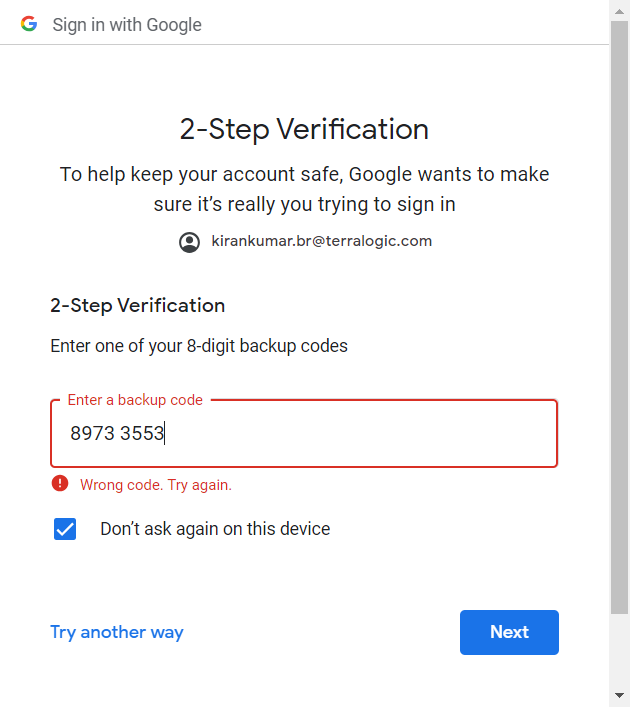 Sign in with Google
2-Step Verification
To help keep your account safe, Google wants to make
sure it’s really you trying to sign in
kirankumar.br@terralogic.com
2-Step Verification
Enter one of your 8-digit backup codes
Enter a backup code
8973 3553
Wrong code. Try again.
Don’t ask again on this device
Try another way
Next